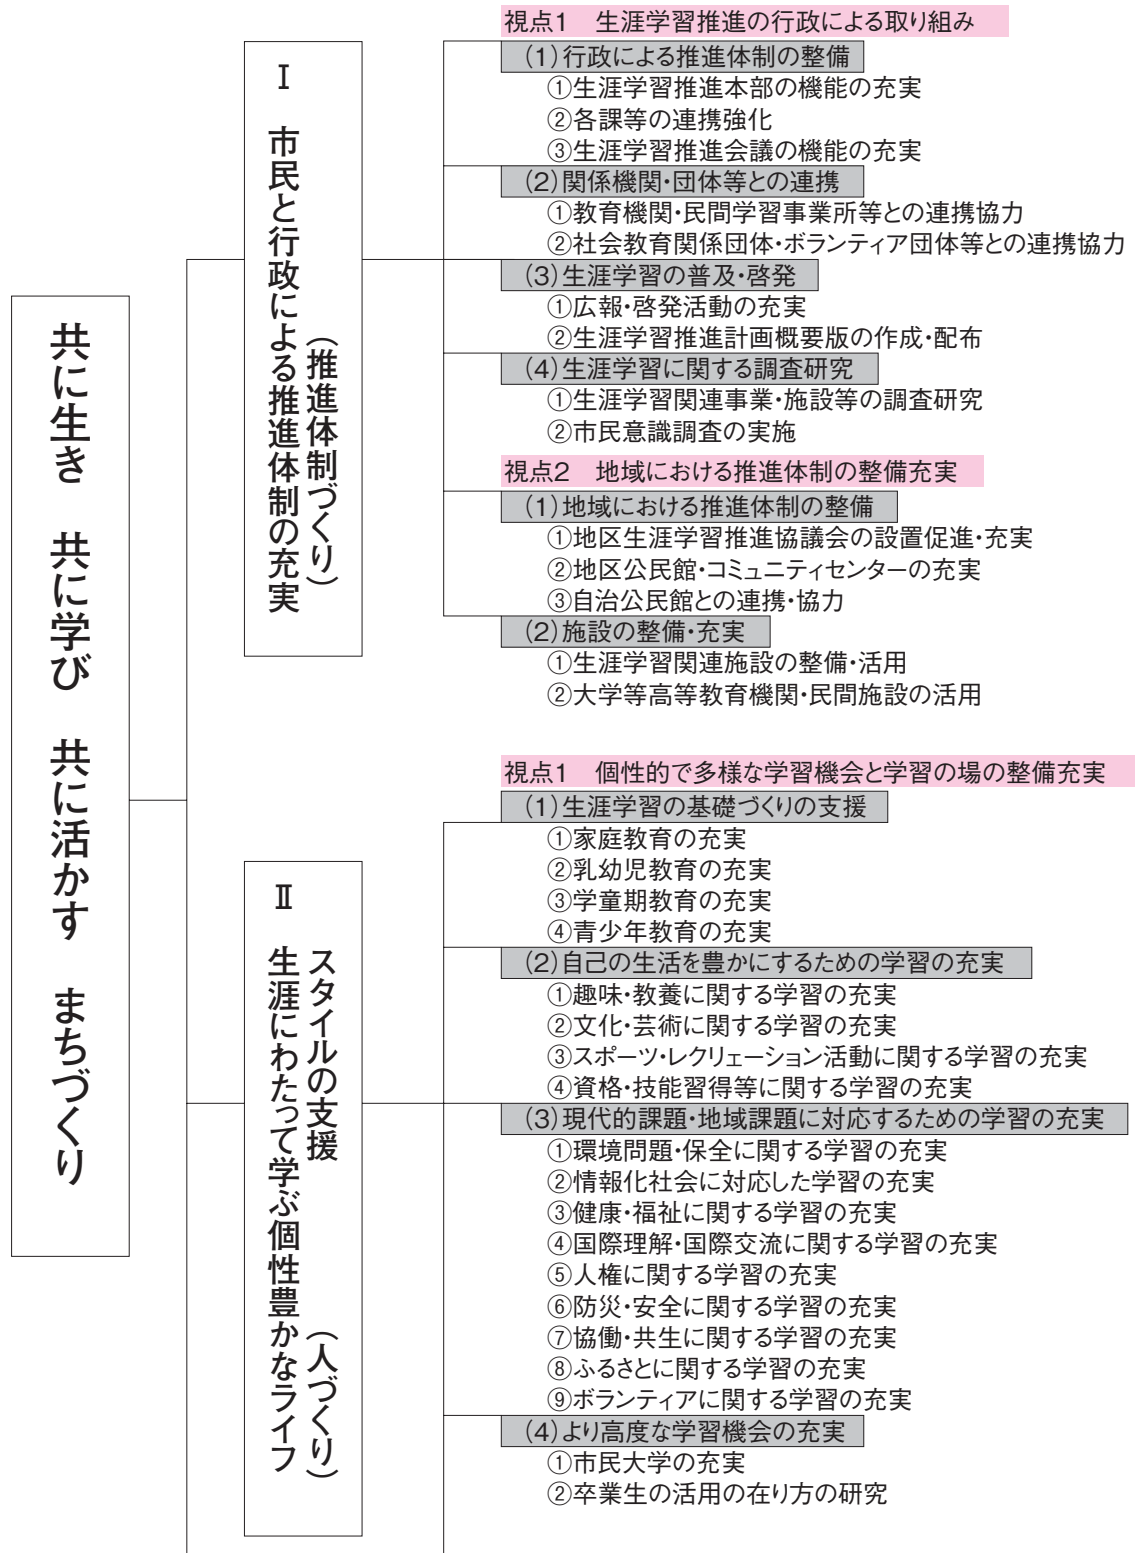 共に生き　共に学び　共に活かす　まちづくり
Ⅰ　市民と行政による推進体制の充実
（推進体制づくり）
視点1　生涯学習推進の行政による取り組み
（1）行政による推進体制の整備
①生涯学習推進本部の機能の充実
②各課等の連携強化
③生涯学習推進会議の機能の充実
（2）関係機関・団体等との連携
①教育機関・民間学習事業所等との連携協力
②社会教育関係団体・ボランティア団体等との連携協力
（3）生涯学習の普及・啓発
①広報・啓発活動の充実
②生涯学習推進計画概要版の作成・配布
（4）生涯学習に関する調査研究
①生涯学習関連事業・施設等の調査研究
②市民意識調査の実施
視点2　地域における推進体制の整備充実
（1）地域における推進体制の整備
①地区生涯学習推進協議会の設置促進・充実
②地区公民館・コミュニティセンターの充実
③自治公民館との連携・協力
（2）施設の整備・充実
①生涯学習関連施設の整備・活用
②大学等高等教育機関・民間施設の活用
Ⅱ　生涯にわたって学ぶ個性豊かなライフ
スタイルの支援　（人づくり）
視点1　個性的で多様な学習機会と学習の場の整備充実
（1）生涯学習の基礎づくりの支援
①家庭教育の充実
②乳幼児教育の充実
③学童期教育の充実
④青少年教育の充実
（2）自己の生活を豊かにするための学習の充実
①趣味・教養に関する学習の充実
②文化・芸術に関する学習の充実
③スポーツ・レクリェーション活動に関する学習の充実
④資格・技能習得等に関する学習の充実
（3）現代的課題・地域課題に対応するための学習の充実
①環境問題・保全に関する学習の充実
②情報化社会に対応した学習の充実
③健康・福祉に関する学習の充実
④国際理解・国際交流に関する学習の充実
⑤人権に関する学習の充実
⑥防災・安全に関する学習の充実
⑦協働・共生に関する学習の充実
⑧ふるさとに関する学習の充実
⑨ボランティアに関する学習の充実
（4）より高度な学習機会の充実
①市民大学の充実
②卒業生の活用の在り方の研究